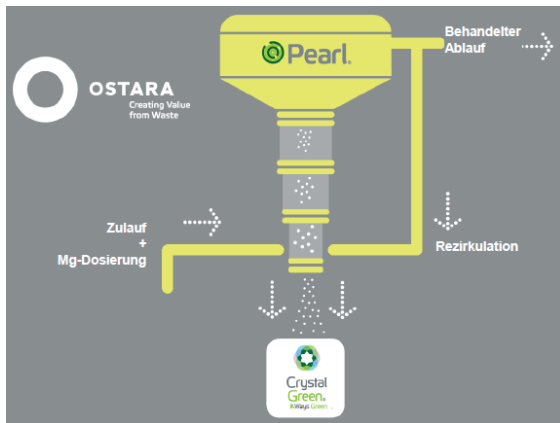 Pearl®
Behandelter
Ablauf
OSTARA
Creating Value
from Waste
Zulauf
+
Mg-Dosierung
Rezirkulation
Crystal
Green®